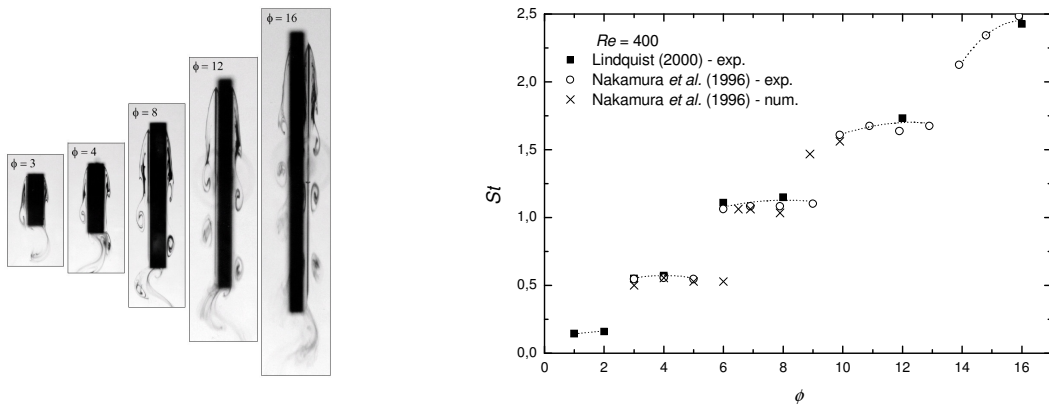 ϕ = 3
ϕ = 4
ϕ = 8
ϕ = 12
ϕ = 16
Re = 400
Lindquist (2000) - exp.
Nakamura et al. (1996) - exp.
Nakamura et al. (1996) - num.
St
2,5
2,0
1,5
1,0
0,5
0,0
0 2 4 6 8 10 12 14 16
ϕ